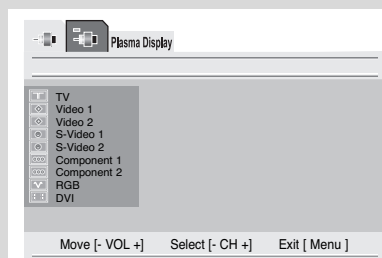 Plasma Display
TV
Video 1
Video 2
S-Video 1
S-Video 2
Component 1
Component 2
RGB
DVI
Move [- VOL +] Select [- CH +] Exit [ Menu ]